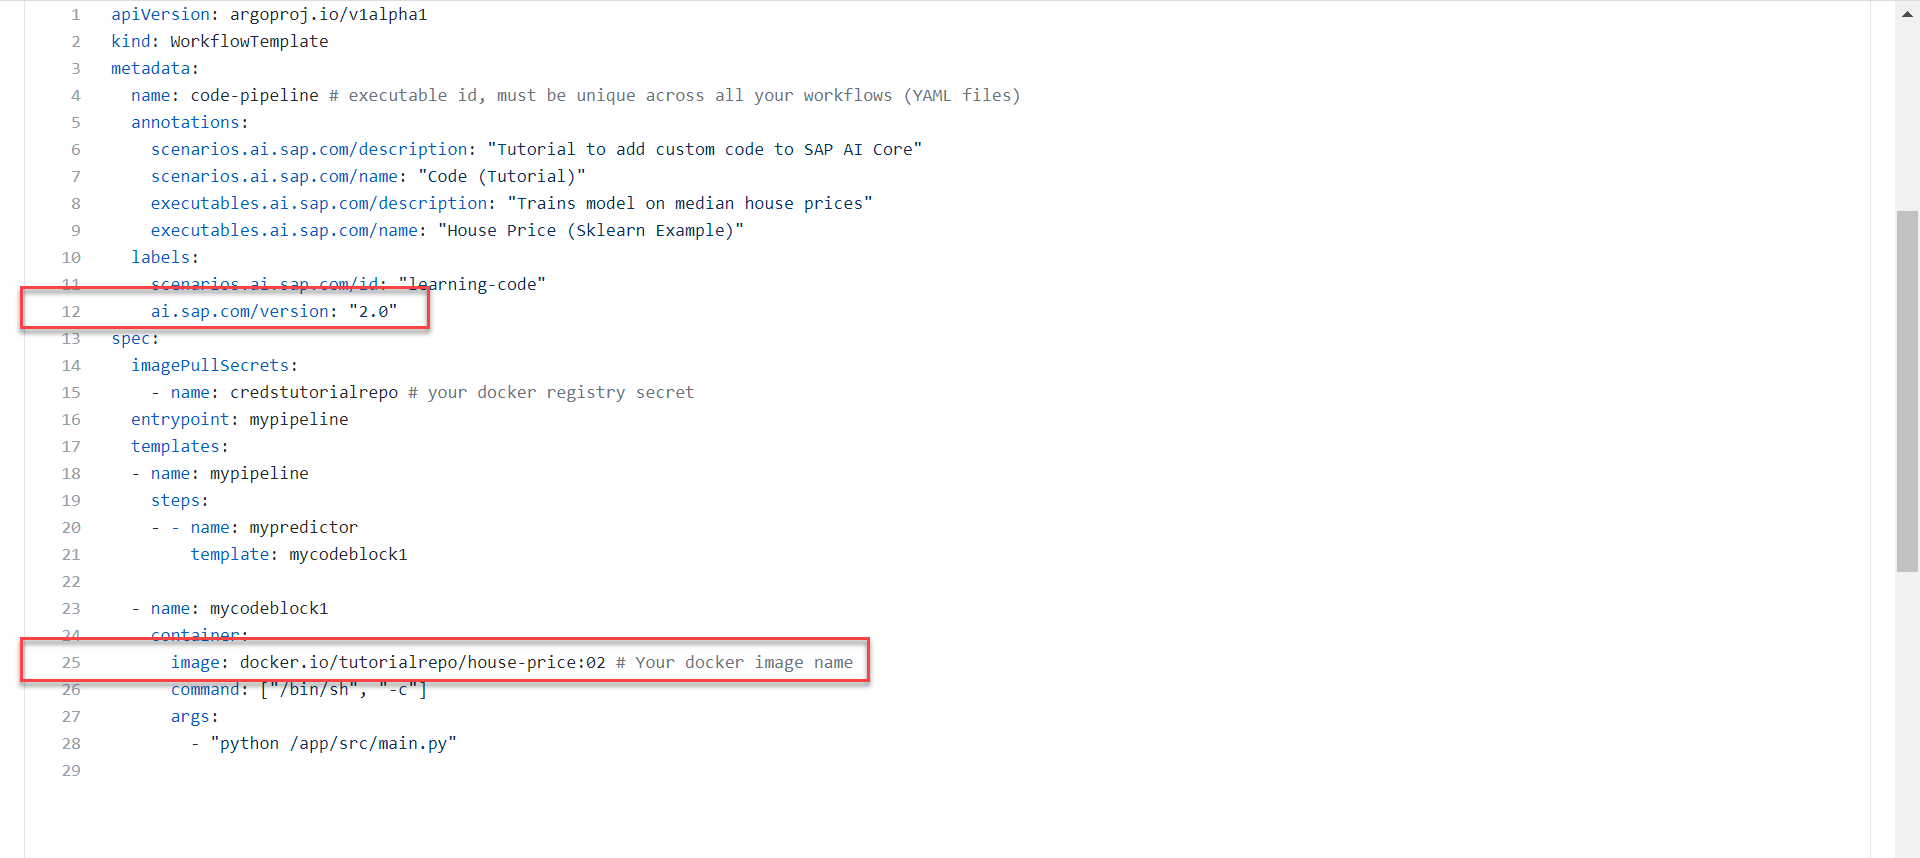 1 apiVersion: argoproj.io/v1alpha1
2 kind: WorkflowTemplate
3 metadata:
4   name: code-pipeline # executable id, must be unique across all your workflows (YAML files)
5   annotations:
6     scenarios.ai.sap.com/description: "Tutorial to add custom code to SAP AI Core"
7     scenarios.ai.sap.com/name: "Code (Tutorial)"
8     executables.ai.sap.com/description: "Trains model on median house prices"
9     executables.ai.sap.com/name: "House Price (Sklearn Example)"
10   labels:
11     scenarios.ai.sap.com/id: "learning-code"
12     ai.sap.com/version: "2.0"
13 spec:
14   imagePullSecrets:
15     - name: credstutorialrepo # your docker registry secret
16   entrypoint: mypipeline
17   templates:
18   - name: mypipeline
19     steps:
20     - - name: mypredictor
21         template: mycodeblock1
22
23   - name: mycodeblock1
24     container:
25       image: docker.io/tutorialrepo/house-price:02 # Your docker image name
26       command: ["/bin/sh", "-c"]
27       args:
28         - "python /app/src/main.py"
29